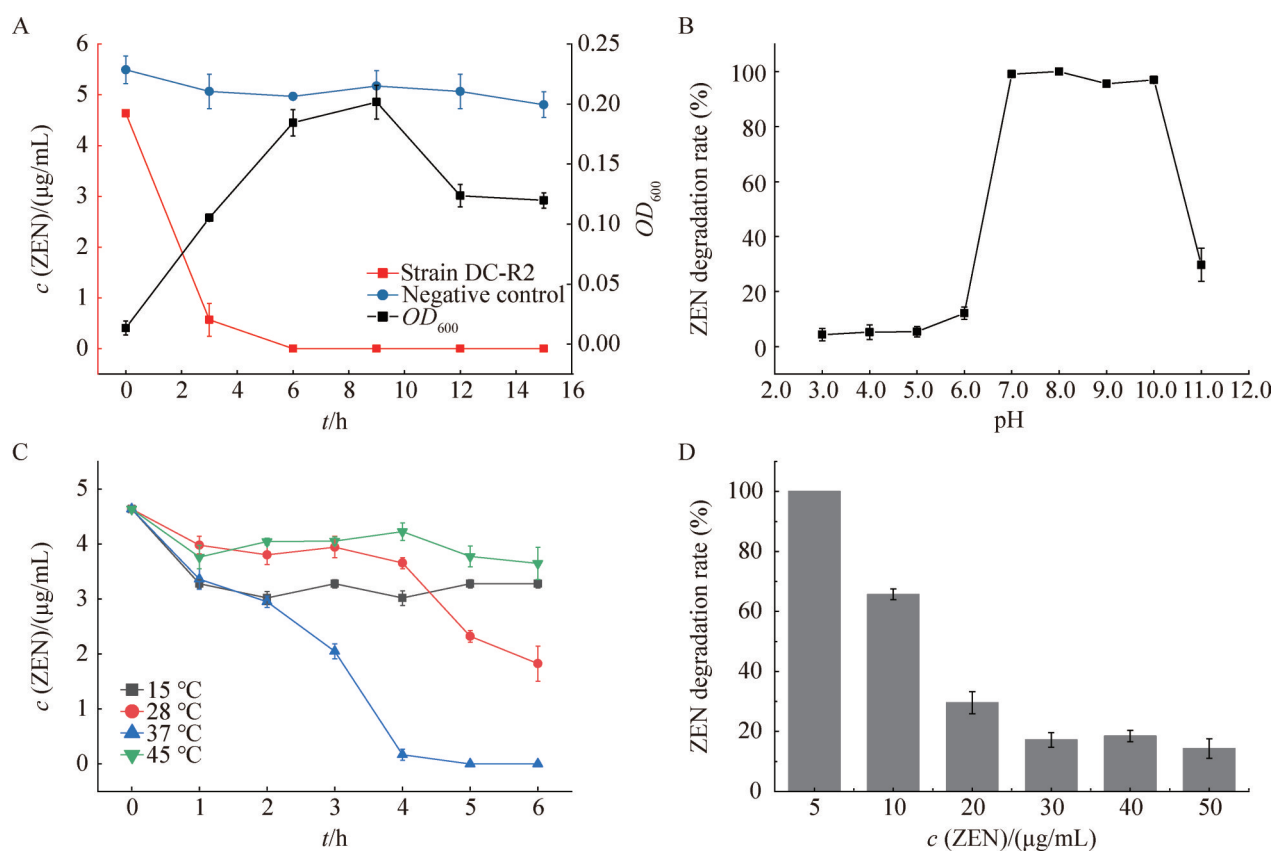 A
c (ZEN)/(μg/mL)
6
5
4
3
2
1
0
0.25
0.20
0.15
0.10
0.05
0.00
OD600
Strain DC-R2
Negative control
OD600
0 2 4 6 8 10 12 14 16
t/h
B
ZEN degradation rate (%)
100
80
60
40
20
0
2.0 3.0 4.0 5.0 6.0 7.0 8.0 9.0 10.0 11.0 12.0
pH
C
c (ZEN)/(μg/mL)
5
4
3
2
1
0
15 ℃
28 ℃
37 ℃
45 ℃
0 1 2 3 4 5 6
t/h
D
ZEN degradation rate (%)
100
80
60
40
20
0
5 10 20 30 40 50
c (ZEN)/(μg/mL)